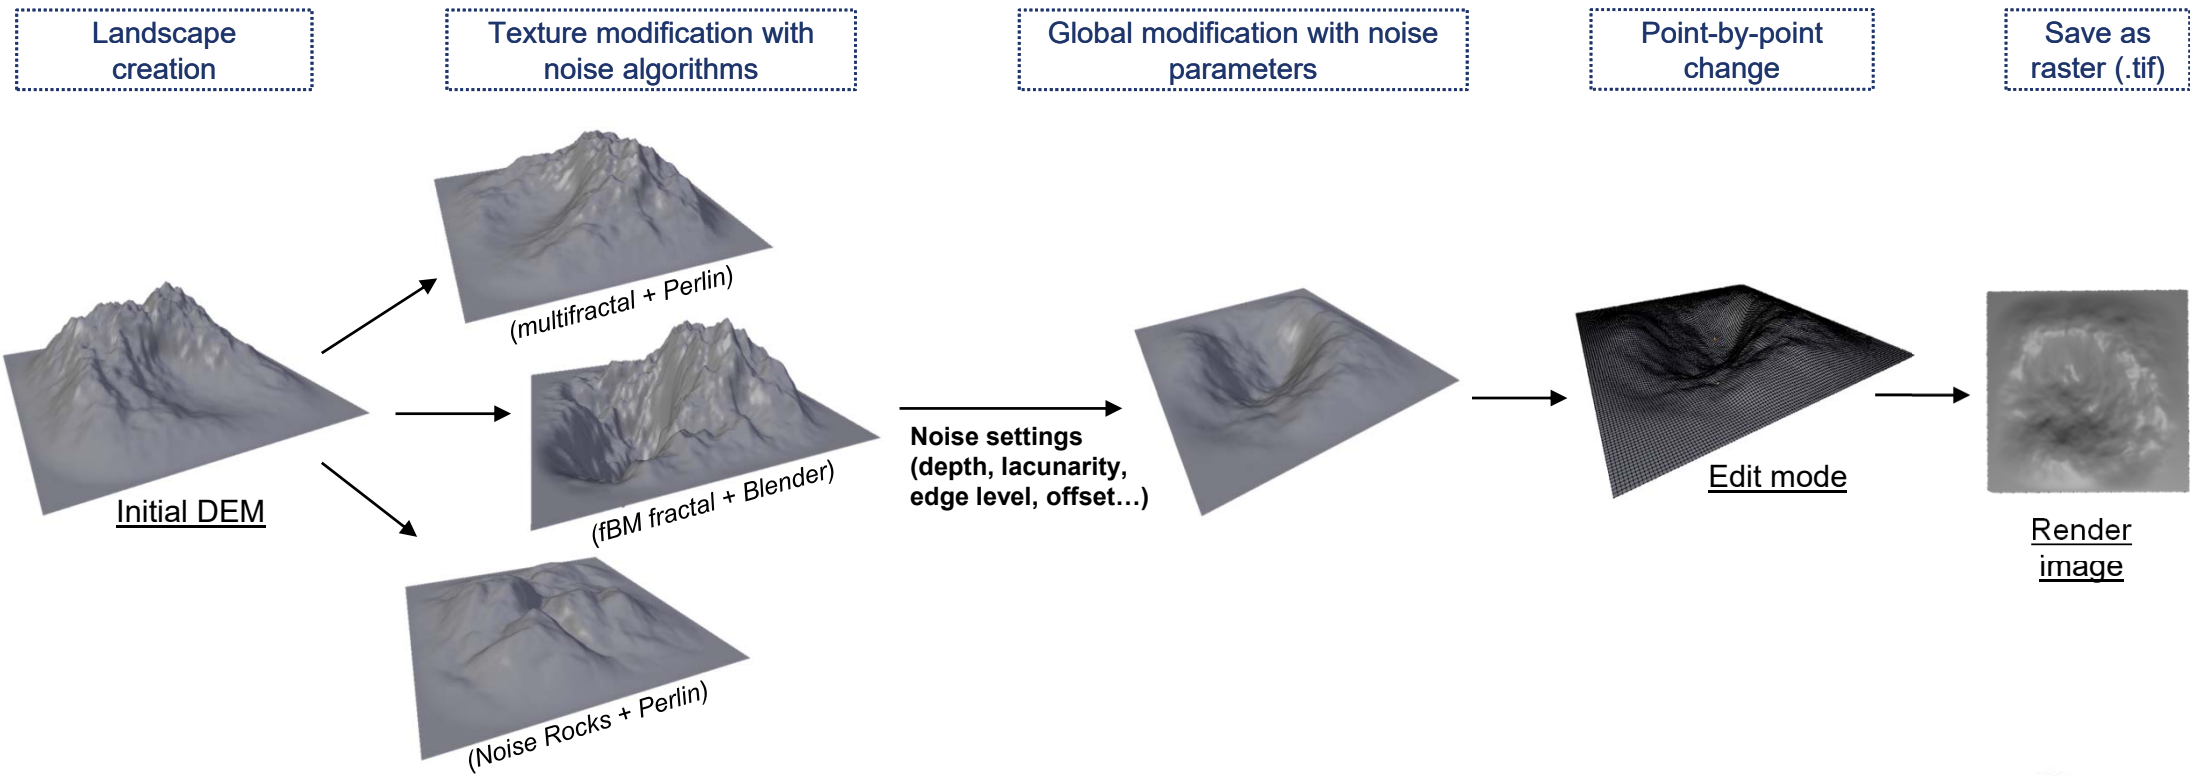 Landscape
creation
Texture modification with
noise algorithms
Global modification with noise
parameters
Point-by-point
change
Save as
raster (.tif)
(multifractal + Perlin)
Initial DEM
(fBM fractal + Blender)
(Noise Rocks + Perlin)
Noise settings
(depth, lacunarity,
edge level, offset…)
Edit mode
Render
image